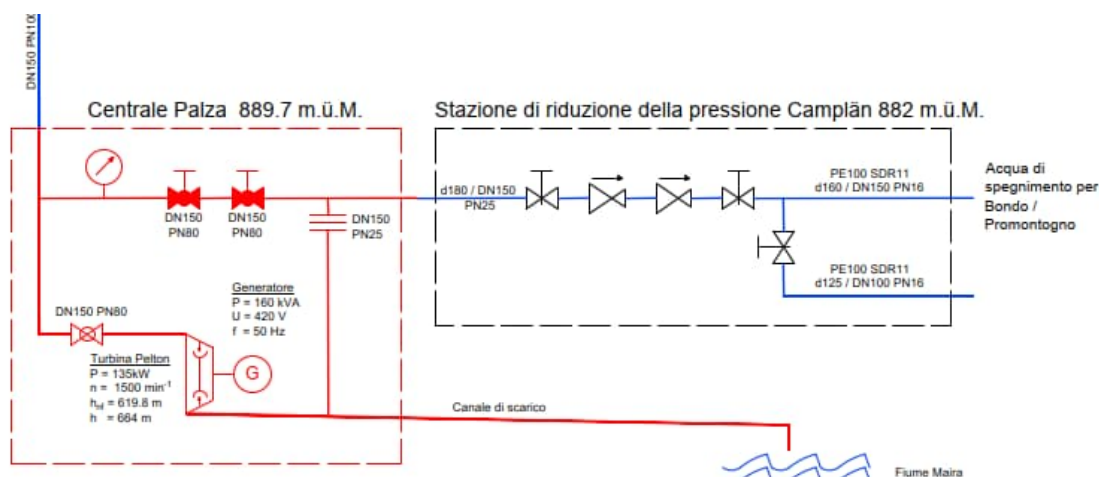 DN150 PN100
Centrale Palza 889.7 m.ü.M.
Stazione di riduzione della pressione Camplän 882 m.ü.M.
DN150
PN80
DN150
PN80
DN150
PN25
d180 / DN150
PN25
PE100 SDR11
d160 / DN150 PN16
Acqua di
spegnimento per
Bondo /
Promontogno
PE100 SDR11
d125 / DN100 PN16
Generatore
P = 160 kVA
U = 420 V
f = 50 Hz
DN150 PN80
Turbina Pelton
P = 135kW
n = 1500 min⁻¹
hnt = 619.8 m
h = 664 m
G
Canale di scarico
Fiume Maira